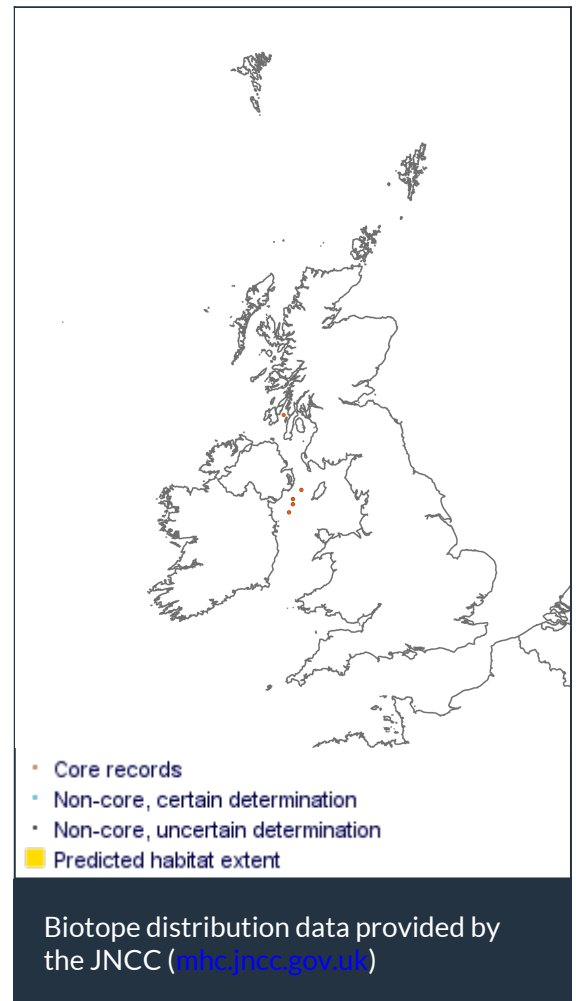 Core records
Non-core, certain determination
Non-core, uncertain determination
Predicted habitat extent
Biotope distribution data provided by
the JNCC (mhc.jncc.gov.uk)